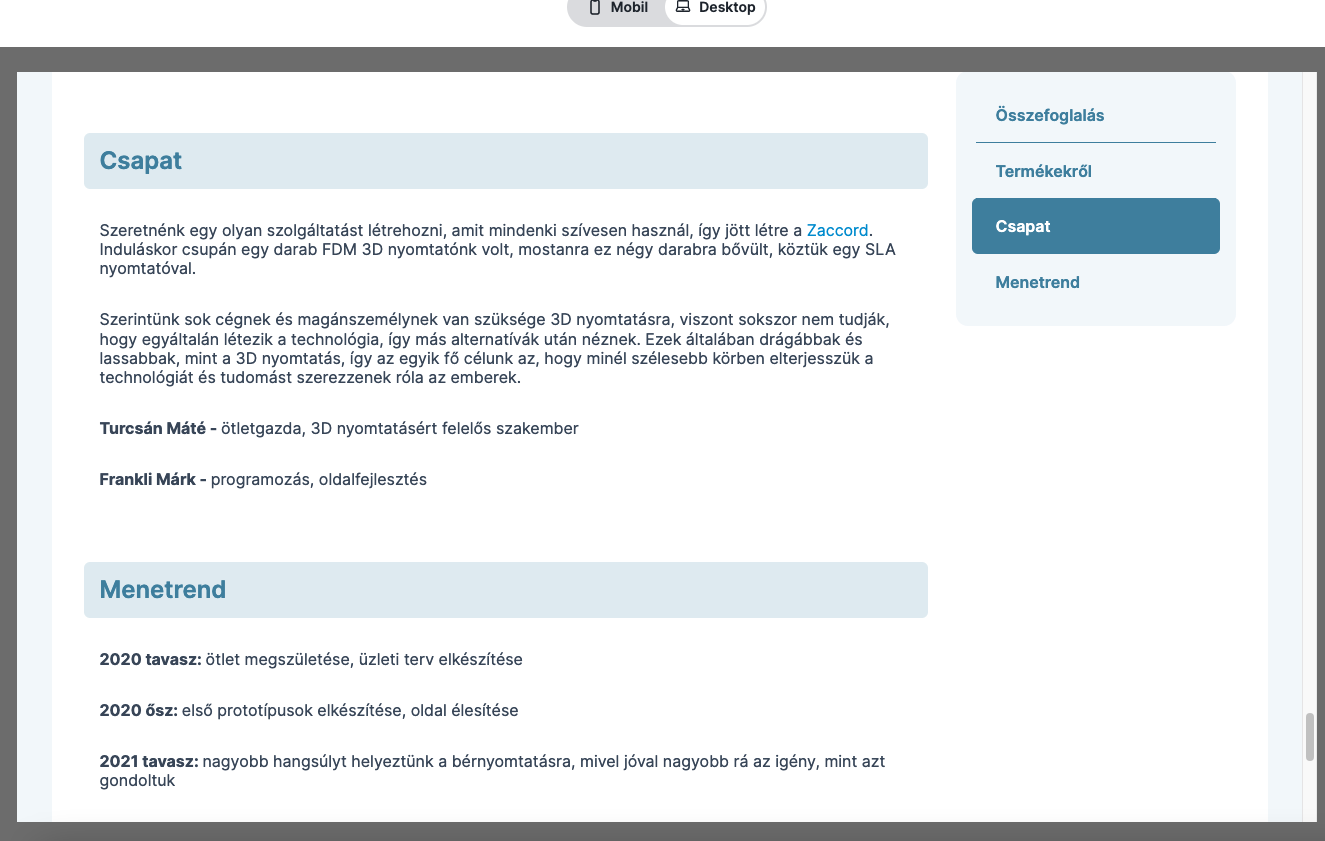 Mobil
Desktop
Összefoglalás
Termékekről
Csapat
Menetrend
Csapat
Szeretnénk egy olyan szolgáltatást létrehozni, amit mindenki szívesen használ, így jött létre a Zaccord.
Induláskor csupán egy darab FDM 3D nyomtatónk volt, mostanra ez négy darabra bővült, köztük egy SLA
nyomtatóval.
Szerintünk sok cégnek és magánszemélynek van szüksége 3D nyomtatásra, viszont sokszor nem tudják,
hogy egyáltalán létezik a technológia, így más alternatívák után néznek. Ezek általában drágábbak és
lassabbak, mint a 3D nyomtatás, így az egyik fő célunk az, hogy minél szélesebb körben elterjesszük a
technológiát és tudomást szerezzenek róla az emberek.
Turcsán Máté - ötletgazda, 3D nyomtatásért felelős szakember
Frankli Márk - programozás, oldalfejlesztés
Menetrend
2020 tavasz: ötlet megszületése, üzleti terv elkészítése
2020 ősz: első prototípusok elkészítése, oldal élesítése
2021 tavasz: nagyobb hangsúlyt helyeztünk a bérnyomtatásra, mivel jóval nagyobb rá az igény, mint azt
gondoltuk